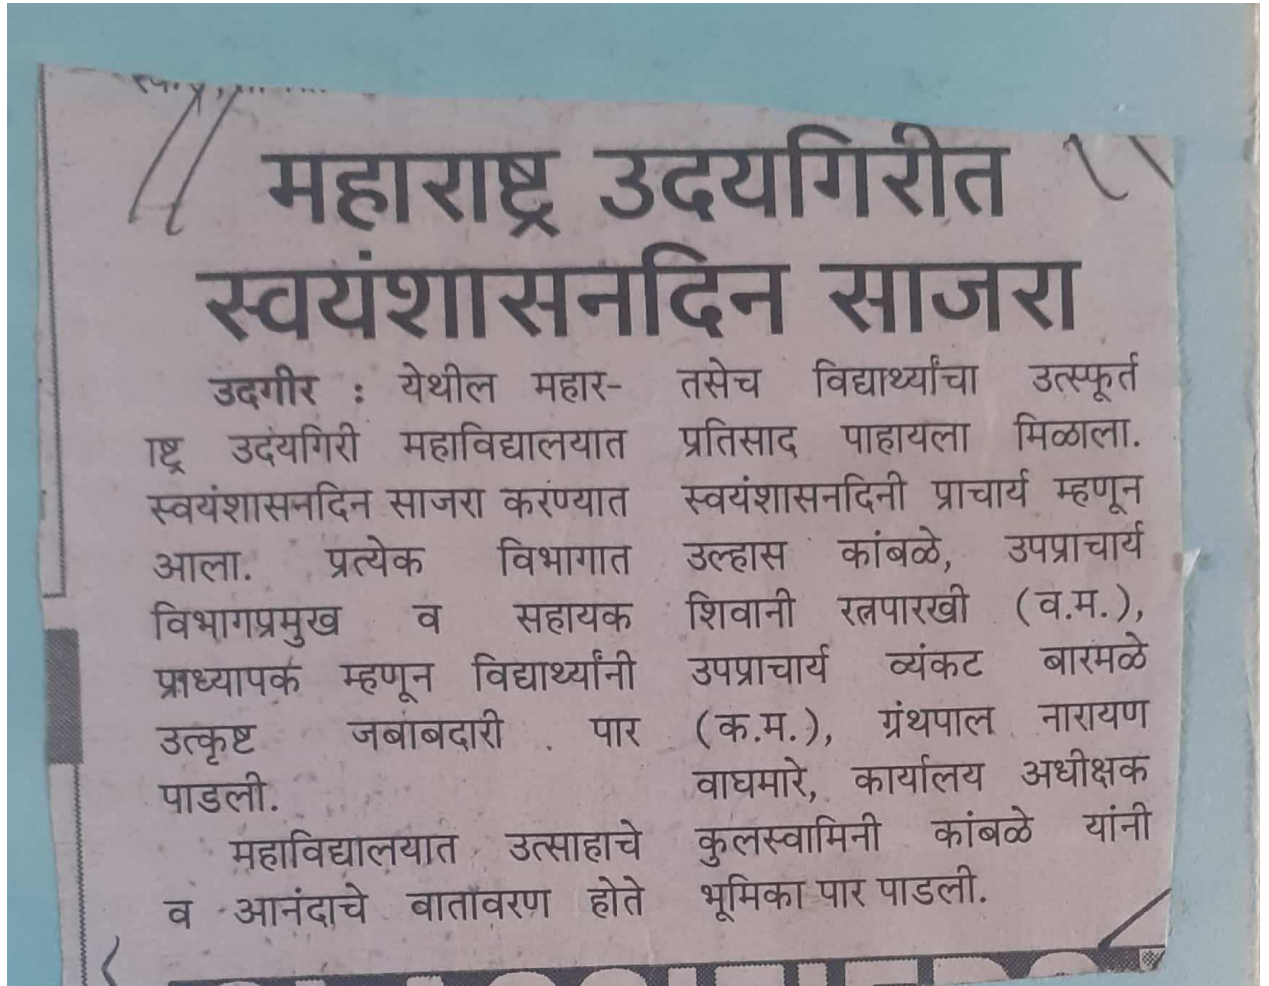 महाराष्ट्र उदयगिरीत
स्वयंशासनदिन साजरा
उदगीर : येथील महार-
ाष्ट्र उदयगिरी महाविद्यालयात
स्वयंशासनदिन साजरा करण्यात
आला. प्रत्येक विभागात
विभागप्रमुख व सहायक
प्राध्यापक म्हणून विद्यार्थ्यांनी
उत्कृष्ट जबाबदारी पार
पाडली.
महाविद्यालयात उत्साहाचे
व आनंदाचे वातावरण होते
तसेच विद्यार्थ्यांचा उत्स्फूर्त
प्रतिसाद पाहायला मिळाला.
स्वयंशासनदिनी प्राचार्य म्हणून
उल्हास कांबळे, उपप्राचार्य
शिवानी रत्नपारखी (व.म.),
उपप्राचार्य व्यंकट बारमळे
(क.म.), ग्रंथपाल नारायण
वाघमारे, कार्यालय अधीक्षक
कुलस्वामिनी कांबळे यांनी
भूमिका पार पाडली.